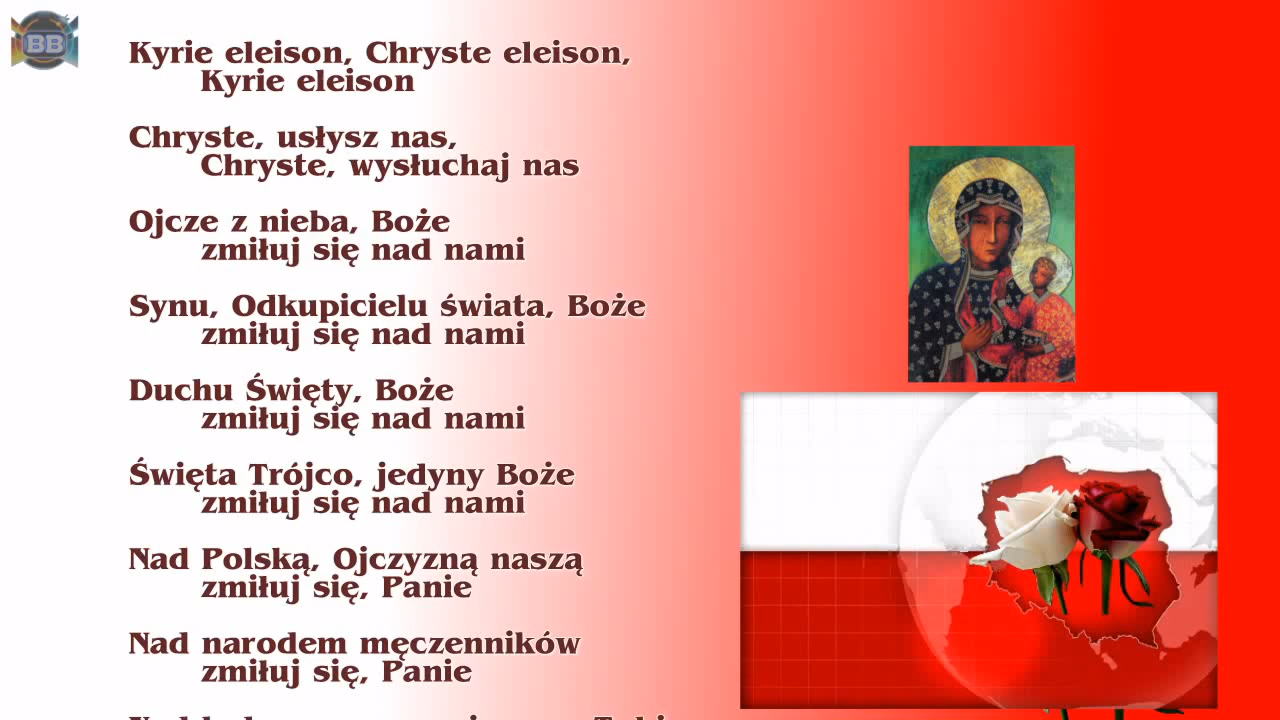 BB
Kyrie eleison, Chryste eleison,
Kyrie eleison
Chryste, usłysz nas,
Chryste, wysłuchaj nas
Ojcze z nieba, Boże
zmiłuj się nad nami
Synu, Odkupicielu świata, Boże
zmiłuj się nad nami
Duchu Święty, Boże
zmiłuj się nad nami
Święta Trójco, jedyny Boże
zmiłuj się nad nami
Nad Polską, Ojczyzną naszą
zmiłuj się, Panie
Nad narodem męczenników
zmiłuj się, Panie